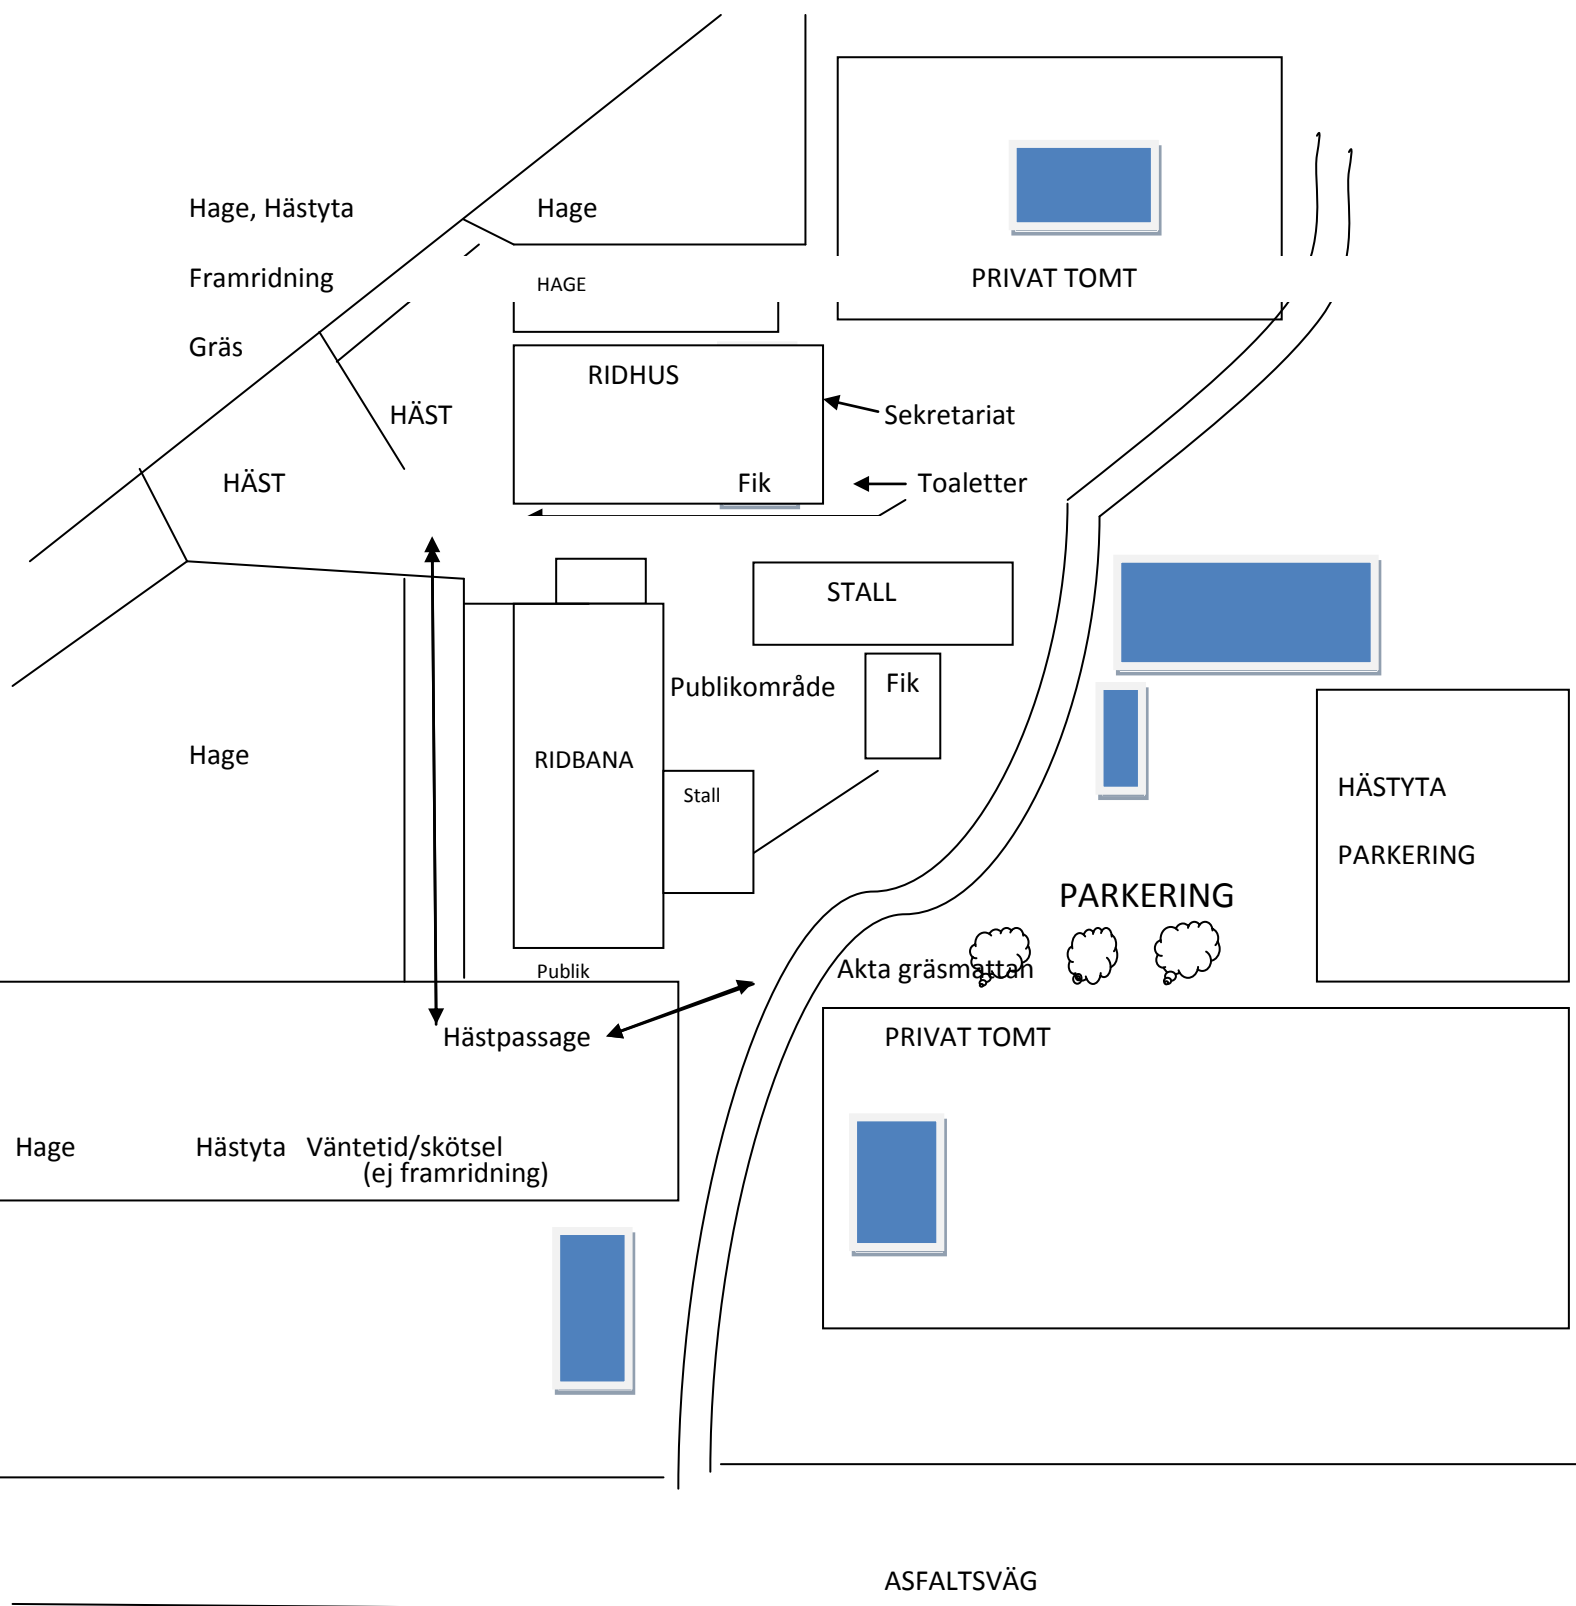 Hage, Hästyta
Hage
Framridning
HAGE
PRIVAT TOMT
Gräs
RIDHUS
HÄST
Sekretariat
HÄST
Fik
Toaletter
STALL
Publikområde
Fik
Hage
RIDBANA
Stall
HÄSTYTA
PARKERING
PARKERING
Publik
Akta gräsmattan
Hästpassage
PRIVAT TOMT
Hage
Hästyta
Väntetid/skötsel
(ej framridning)
ASFALTSVÄG